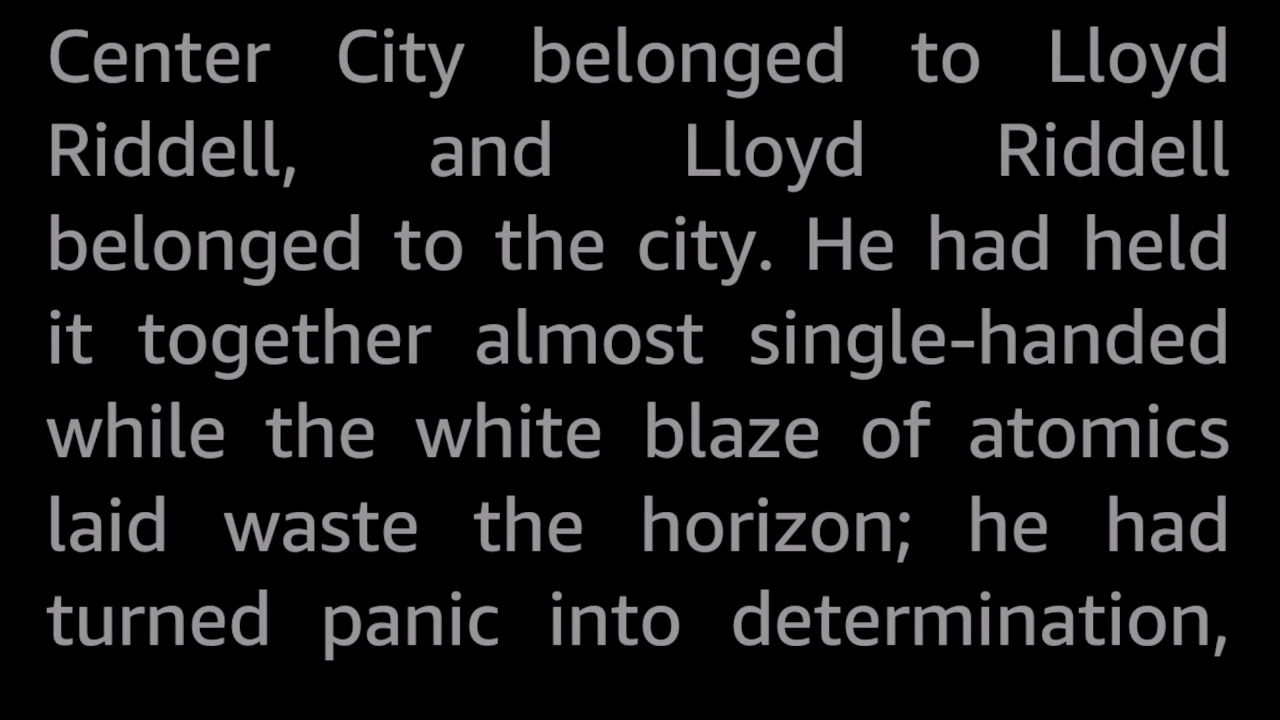 Center City belonged to Lloyd
Riddell, and Lloyd Riddell
belonged to the city. He had held
it together almost single-handed
while the white blaze of atomics
laid waste the horizon; he had
turned panic into determination,